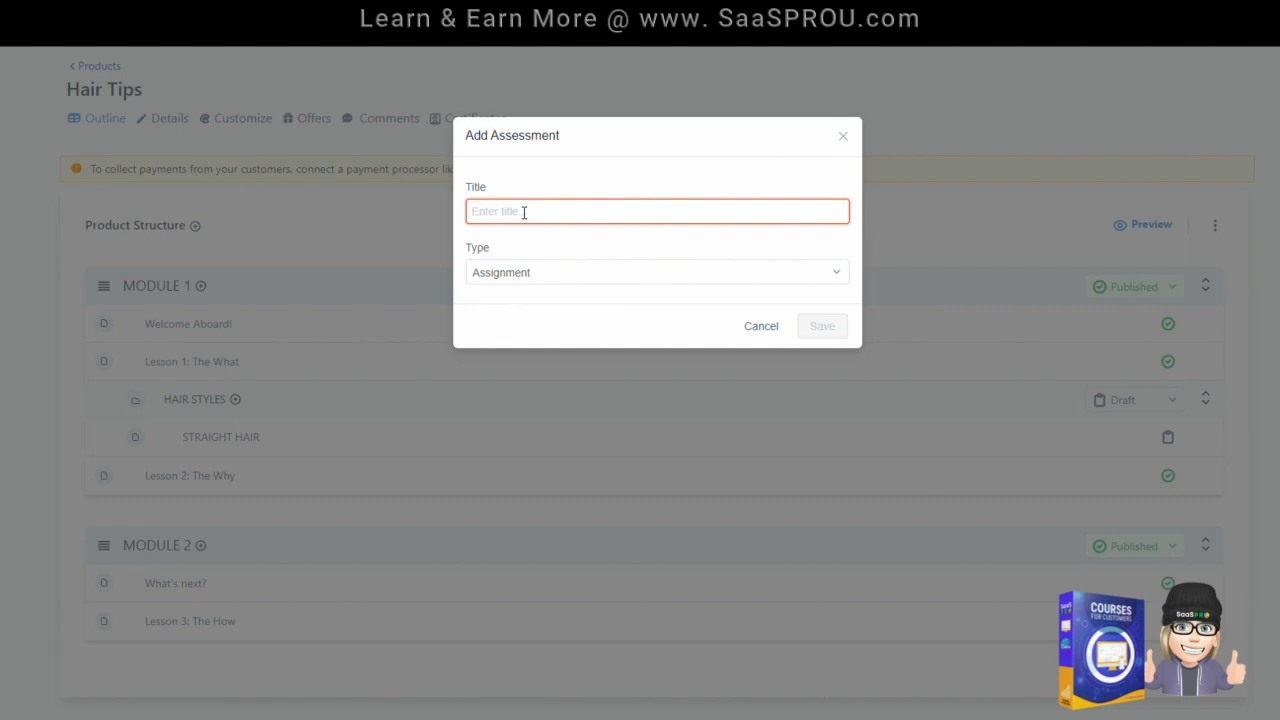 Learn & Earn More @ www. SaaSPROU.com
Products
Hair Tips
Outline Details Customize Offers Comments
To collect payments from your customers, connect a payment processor
Add Assessment
Title
Enter title
Type
Assignment
Cancel Save
Product Structure
Preview
MODULE 1
Published
Welcome Aboard!
Lesson 1: The What
HAIR STYLES
Draft
STRAIGHT HAIR
Lesson 2: The Why
MODULE 2
Published
What's next?
Lesson 3: The How
COURSES
FOR CUSTOMERS
SaaSPRO